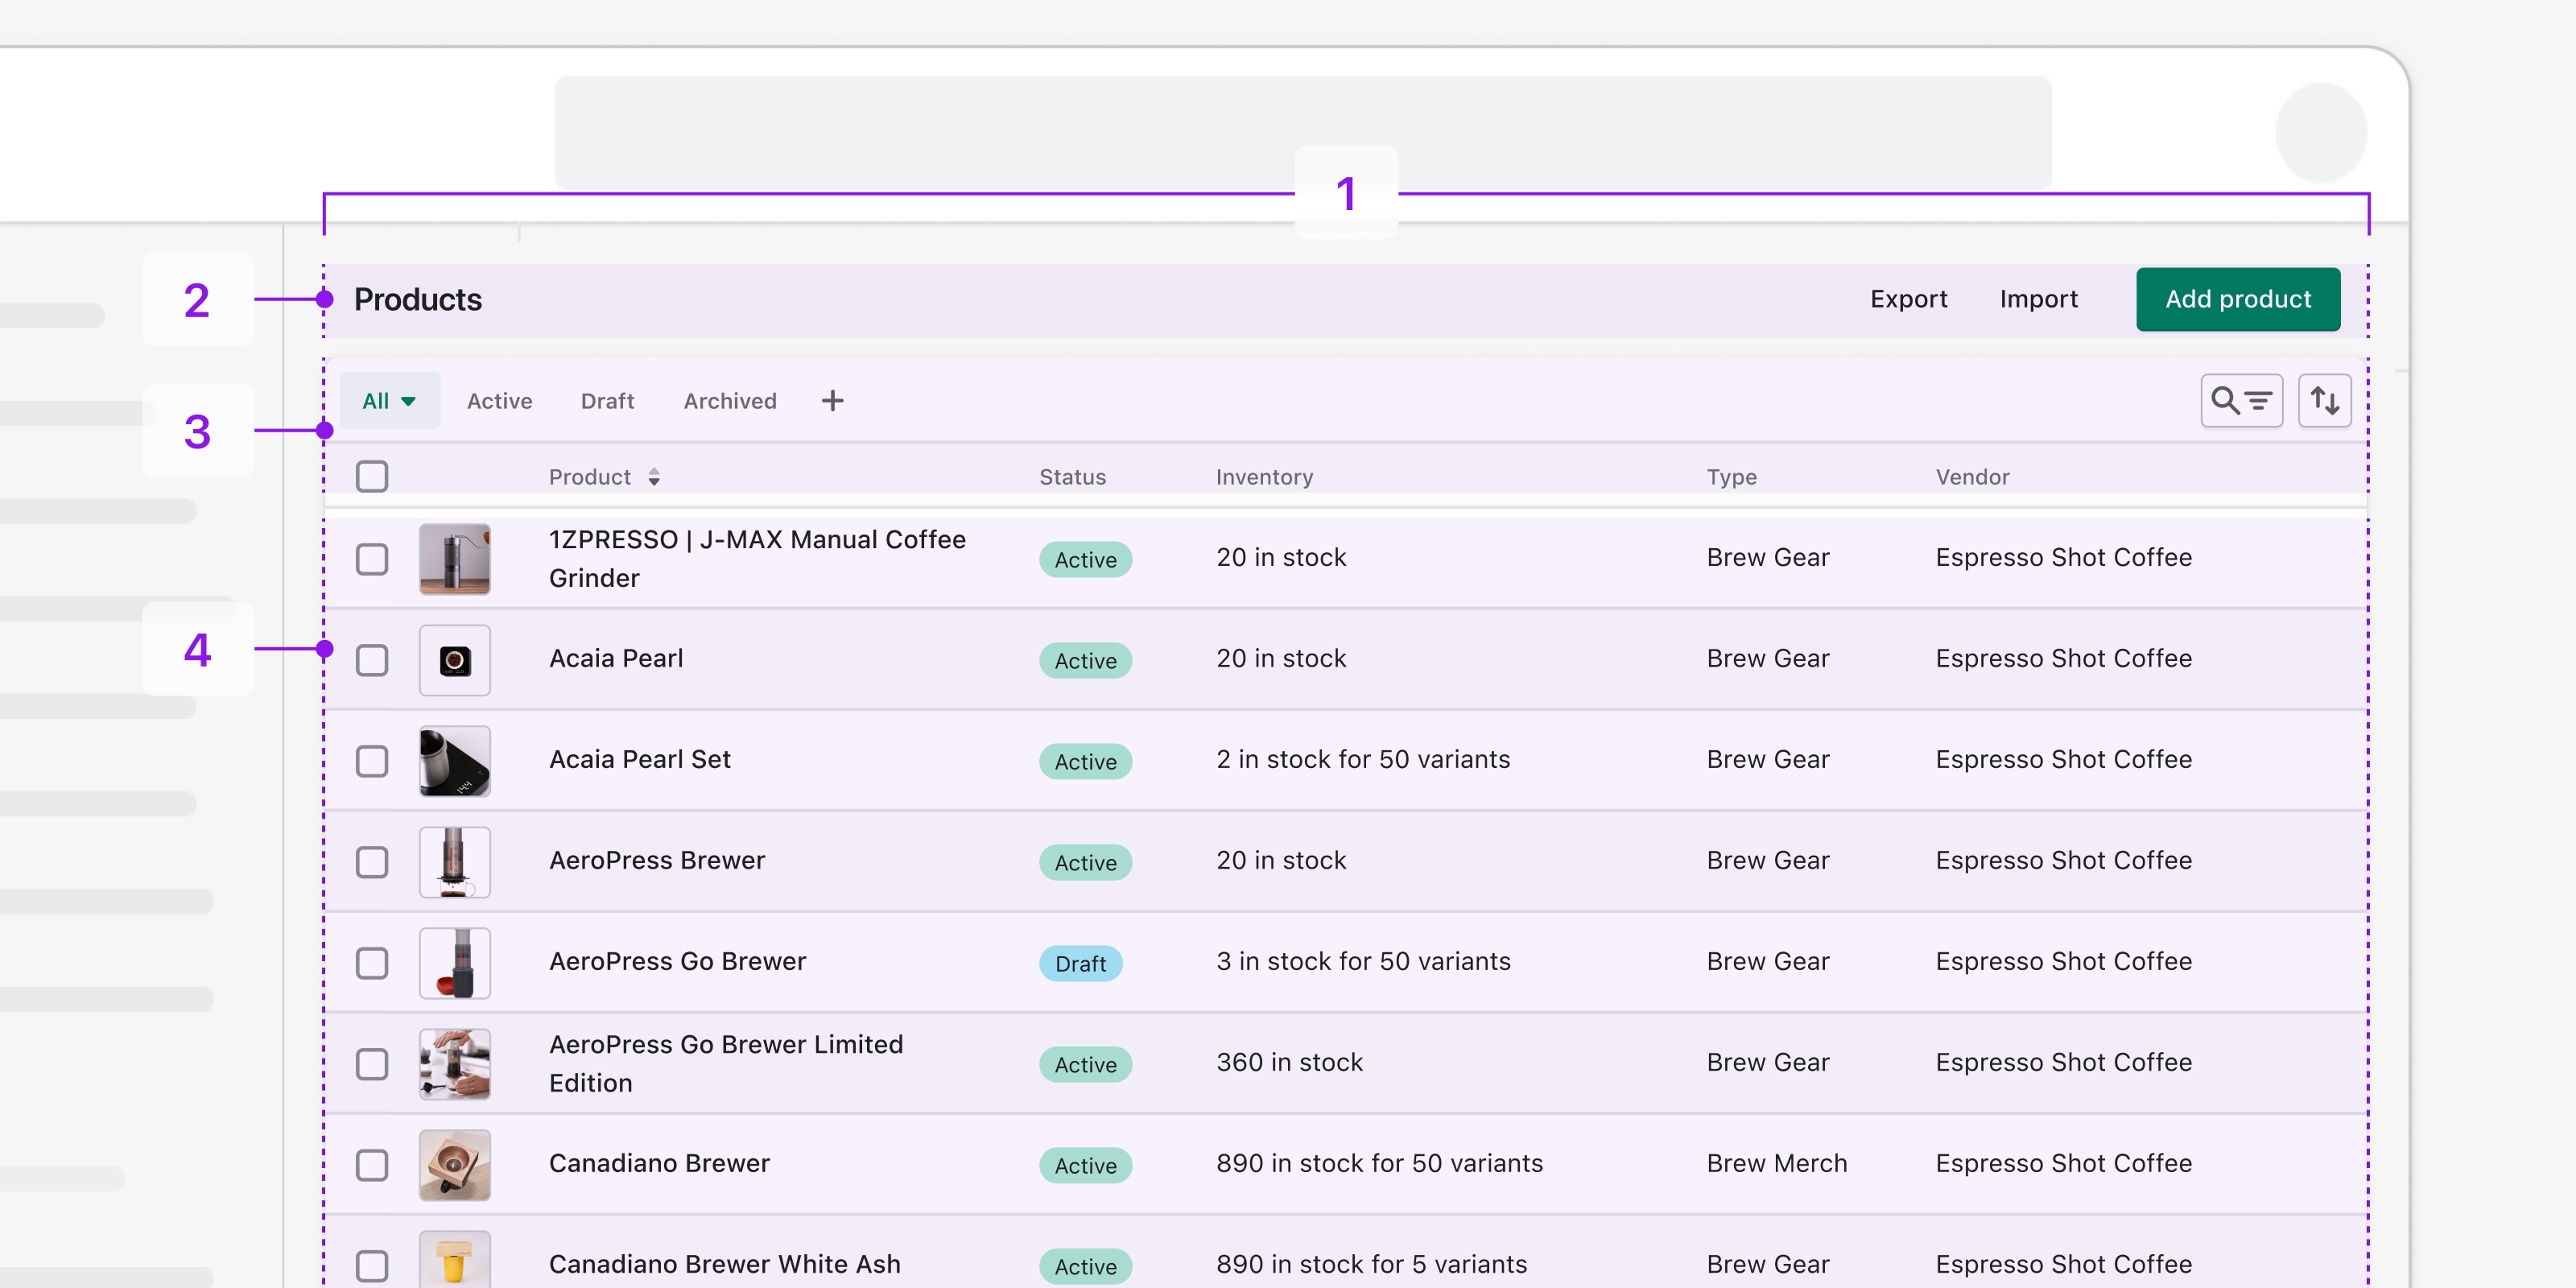 1
2
Products
Export
Import
Add product
3
All
Active
Draft
Archived
Product
Status
Inventory
Type
Vendor
1ZPRESSO | J-MAX Manual Coffee
Grinder
Active
20 in stock
Brew Gear
Espresso Shot Coffee
4
Acaia Pearl
Active
20 in stock
Brew Gear
Espresso Shot Coffee
Acaia Pearl Set
Active
2 in stock for 50 variants
Brew Gear
Espresso Shot Coffee
AeroPress Brewer
Active
20 in stock
Brew Gear
Espresso Shot Coffee
AeroPress Go Brewer
Draft
3 in stock for 50 variants
Brew Gear
Espresso Shot Coffee
AeroPress Go Brewer Limited
Edition
Active
360 in stock
Brew Gear
Espresso Shot Coffee
Canadiano Brewer
Active
890 in stock for 50 variants
Brew Merch
Espresso Shot Coffee
Canadiano Brewer White Ash
Active
890 in stock for 5 variants
Brew Gear
Espresso Shot Coffee